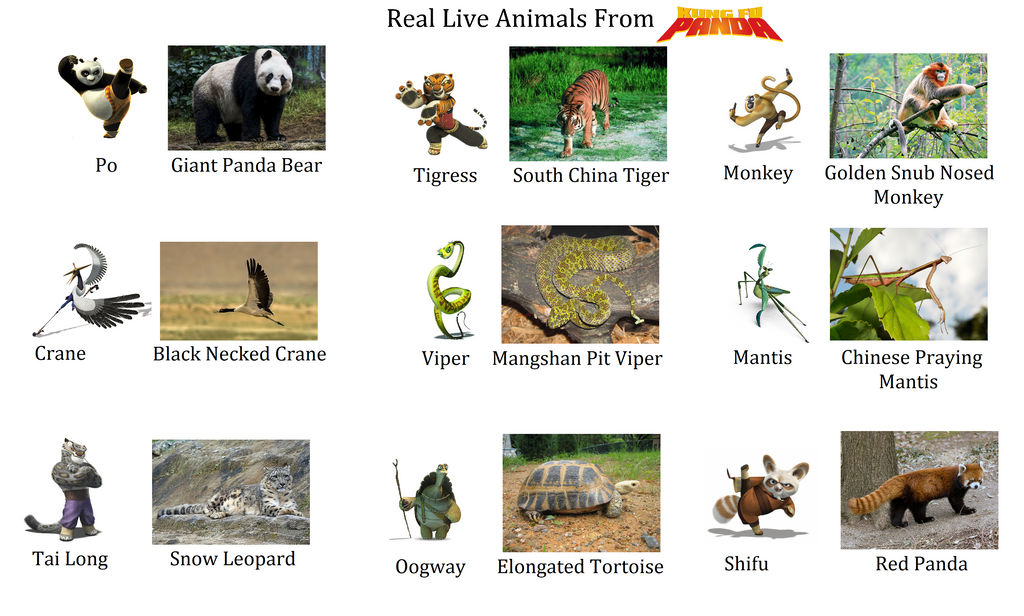 Real Live Animals From KUNG FU PANDA
Po
Giant Panda Bear
Tigress
South China Tiger
Monkey
Golden Snub Nosed
Monkey
Crane
Black Necked Crane
Viper
Mangshan Pit Viper
Mantis
Chinese Praying
Mantis
Tai Long
Snow Leopard
Oogway
Elongated Tortoise
Shifu
Red Panda